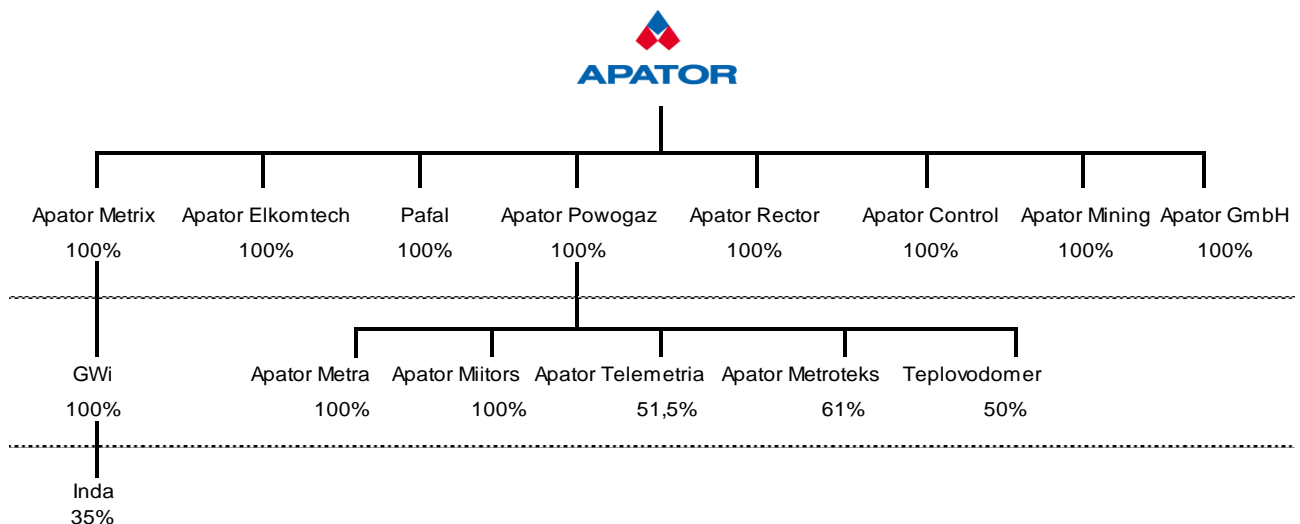 APATOR
Apator Metrix Apator Elkomtech Pafal Apator Powogaz Apator Rector Apator Control Apator Mining Apator GmbH
100% 100% 100% 100% 100% 100% 100% 100%
GWi Apator Metra Apator Miitors Apator Telemetria Apator Metroteks Teplovodomer
100% 100% 100% 51,5% 61% 50%
Inda
35%